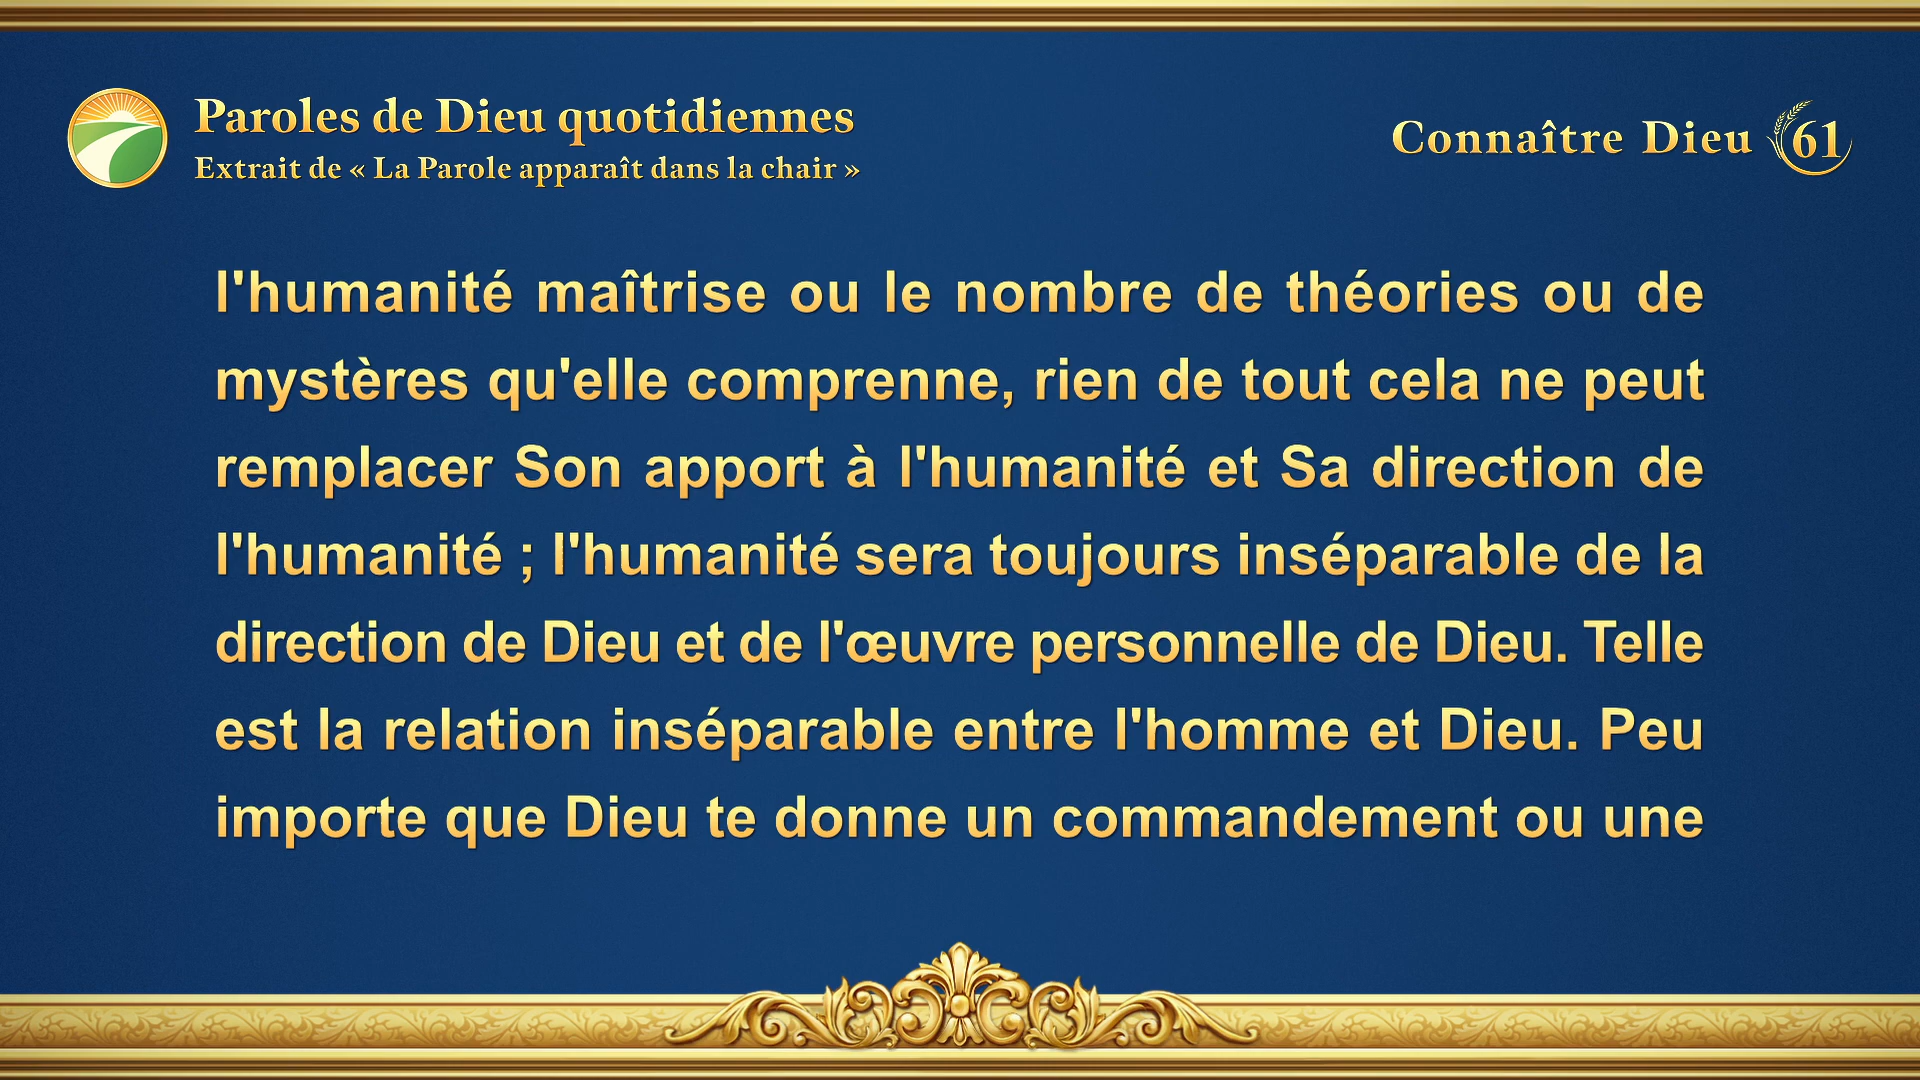 Paroles de Dieu quotidiennes
Extrait de « La Parole apparaît dans la chair »
Connaître Dieu 61
l'humanité maîtrise ou le nombre de théories ou de
mystères qu'elle comprenne, rien de tout cela ne peut
remplacer Son apport à l'humanité et Sa direction de
l'humanité ; l'humanité sera toujours inséparable de la
direction de Dieu et de l'œuvre personnelle de Dieu. Telle
est la relation inséparable entre l'homme et Dieu. Peu
importe que Dieu te donne un commandement ou une